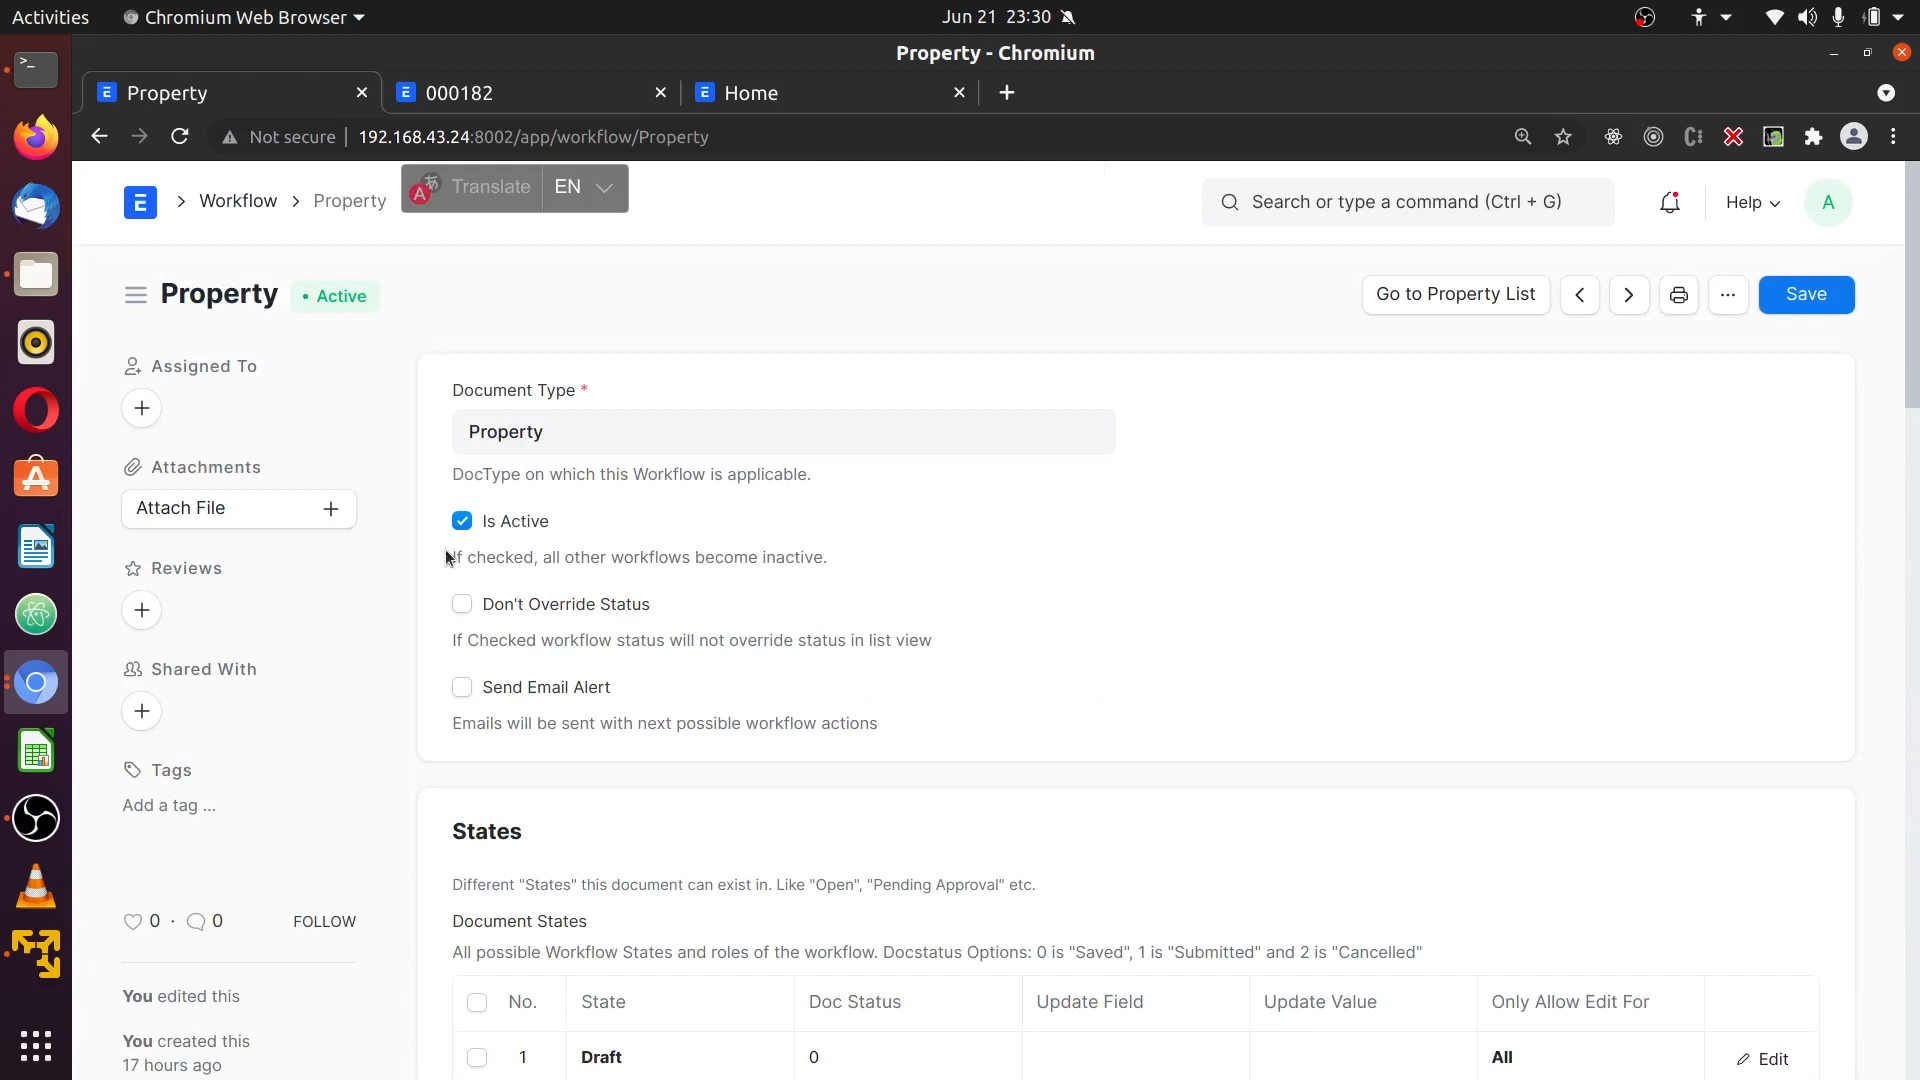 Activities
Chromium Web Browser
Jun 21 23:30
Property - Chromium
Property
000182
Home
Not secure
192.168.43.24:8002/app/workflow/Property
Workflow
Property
Translate
EN
Search or type a command (Ctrl + G)
Help
A
Property
Active
Go to Property List
Save
Assigned To
Attachments
Attach File
Reviews
Shared With
Tags
Add a tag ...
0 · 0
FOLLOW
You edited this
You created this
17 hours ago
Document Type *
Property
DocType on which this Workflow is applicable.
Is Active
If checked, all other workflows become inactive.
Don't Override Status
If Checked workflow status will not override status in list view
Send Email Alert
Emails will be sent with next possible workflow actions
States
Different "States" this document can exist in. Like "Open", "Pending Approval" etc.
Document States
All possible Workflow States and roles of the workflow. Docstatus Options: 0 is "Saved", 1 is "Submitted" and 2 is "Cancelled"
No. State Doc Status Update Field Update Value Only Allow Edit For
1 Draft 0 All Edit